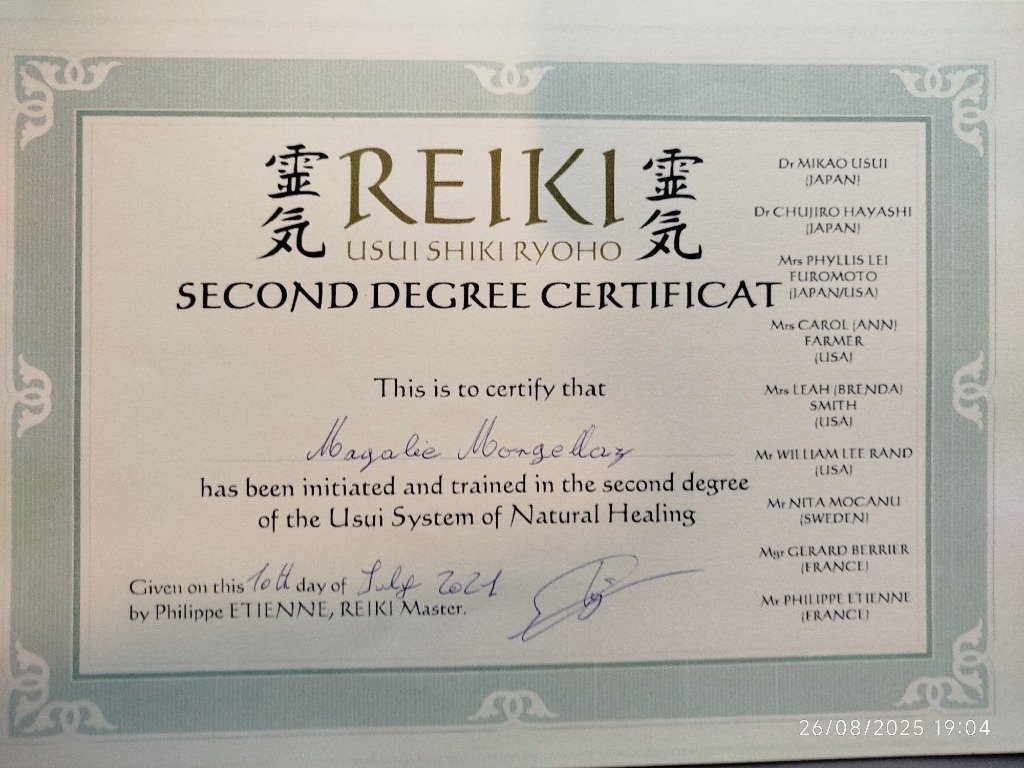 靈気 REIKI 靈気
USUI SHIKI RYOHO
SECOND DEGREE CERTIFICAT
This is to certify that
Magalie Morgellaz
has been initiated and trained in the second degree
of the Usui System of Natural Healing
Given on this 10th day of July 2021
by Philippe ETIENNE, REIKI Master.
Dr MIKAO USUI
(JAPAN)
Dr CHUJIRO HAYASHI
(JAPAN)
Mrs PHYLLIS LEI
FUROMOTO
(JAPAN/USA)
Mrs CAROL (ANN)
FARMER
(USA)
Mrs LEAH (BRENDA)
SMITH
(USA)
Mr WILLIAM LEE RAND
(USA)
Mr NITA MOCANU
(SWEDEN)
Mgr GERARD BERRIER
(FRANCE)
Mr PHILIPPE ETIENNE
(FRANCE)
26/08/2025 19:04